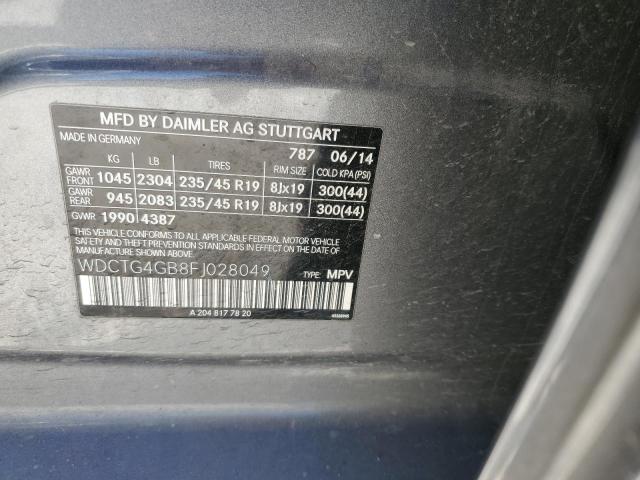 MFD BY DAIMLER AG STUTTGART
MADE IN GERMANY 787 06/14
KG LB TIRES RIM SIZE COLD KPA (PSI)
GAWR FRONT 1045 2304 235/45 R19 8Jx19 300(44)
GAWR REAR 945 2083 235/45 R19 8Jx19 300(44)
GVWR 1990 4387
THIS VEHICLE CONFORMS TO ALL APPLICABLE FEDERAL MOTOR VEHICLE
SAFETY, BUMPER, AND THEFT PREVENTION STANDARDS IN EFFECT
ON THE DATE OF MANUFACTURE SHOWN ABOVE.
WDCTG4GB8FJ028049 TYPE: MPV
A 204 817 78 20